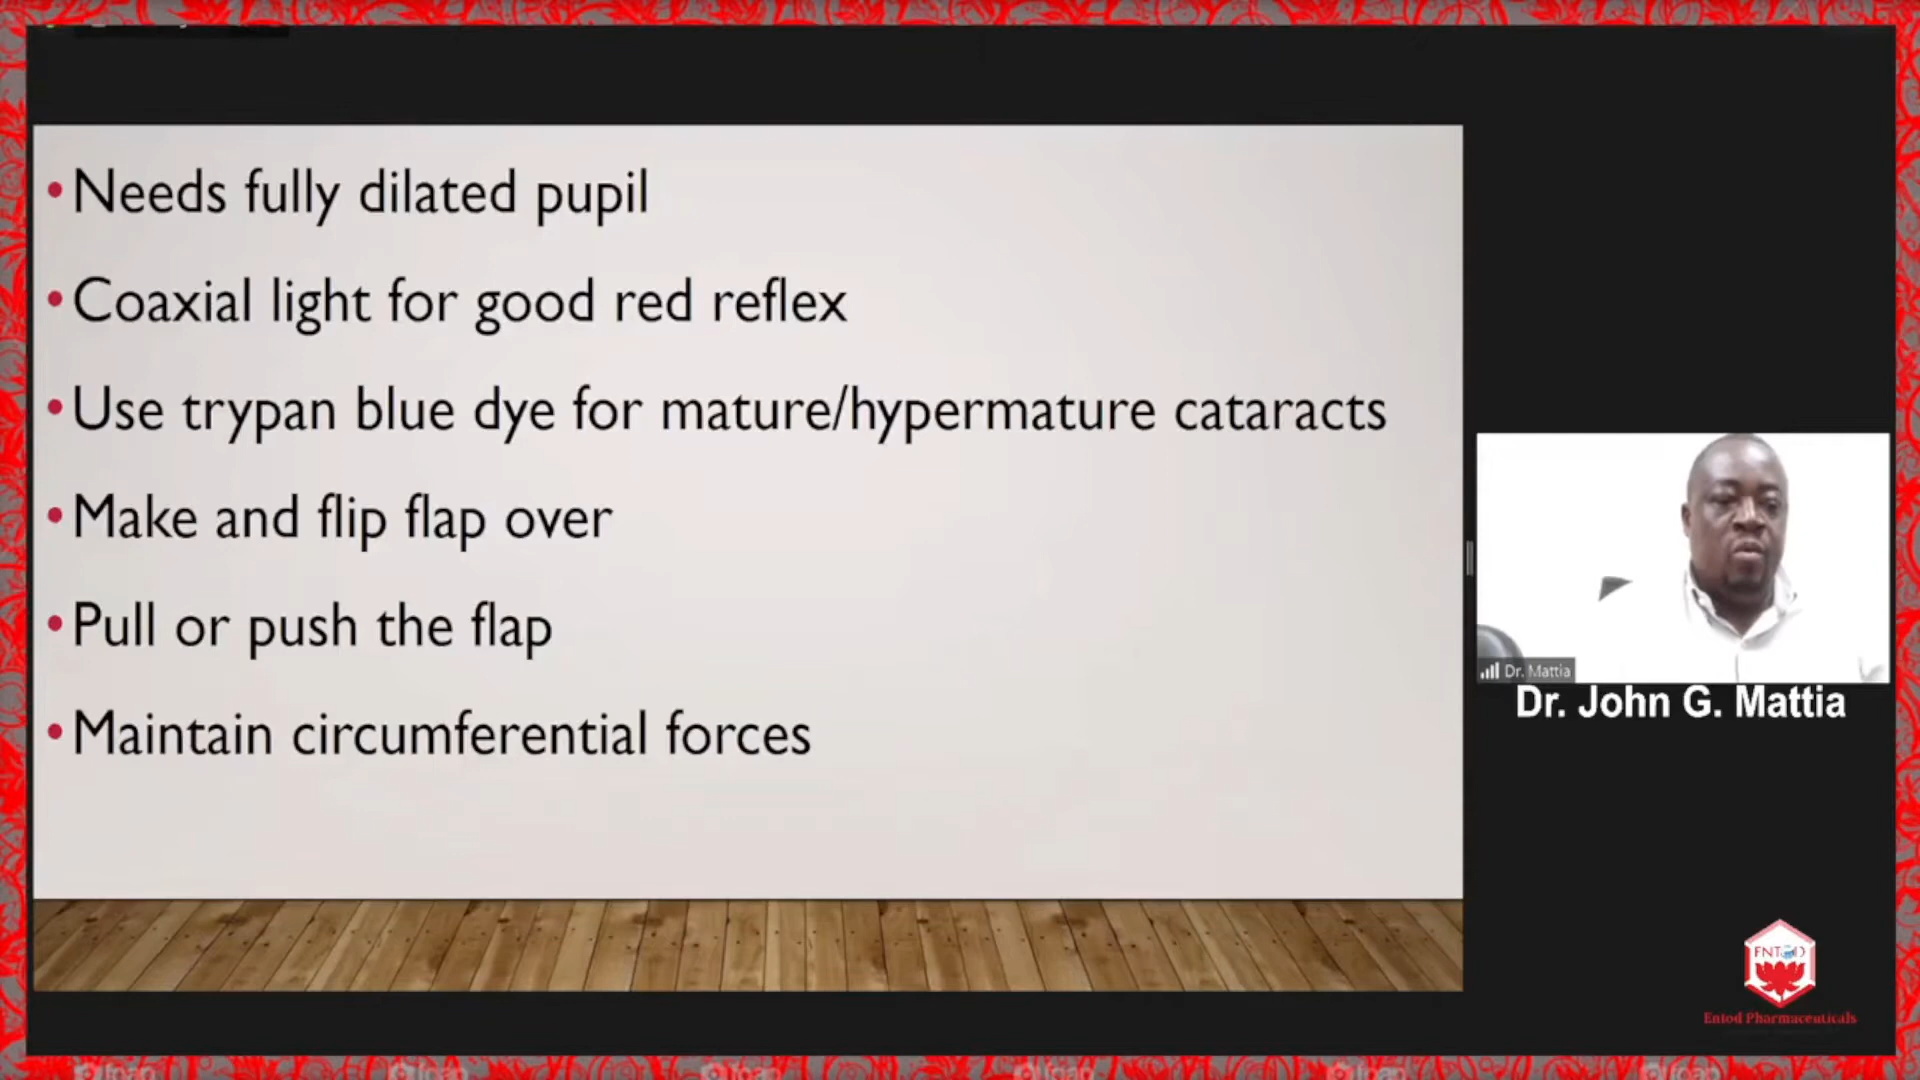 • Needs fully dilated pupil
• Coaxial light for good red reflex
• Use trypan blue dye for mature/hypermature cataracts
• Make and flip flap over
• Pull or push the flap
• Maintain circumferential forces
Dr. Mattia
Dr. John G. Mattia
ENTOD
Entod Pharmaceuticals